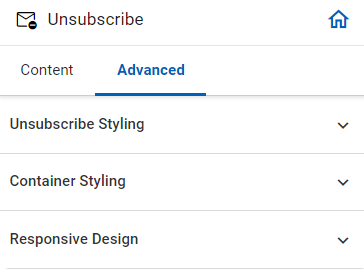 Unsubscribe
Content Advanced
Unsubscribe Styling
Container Styling
Responsive Design